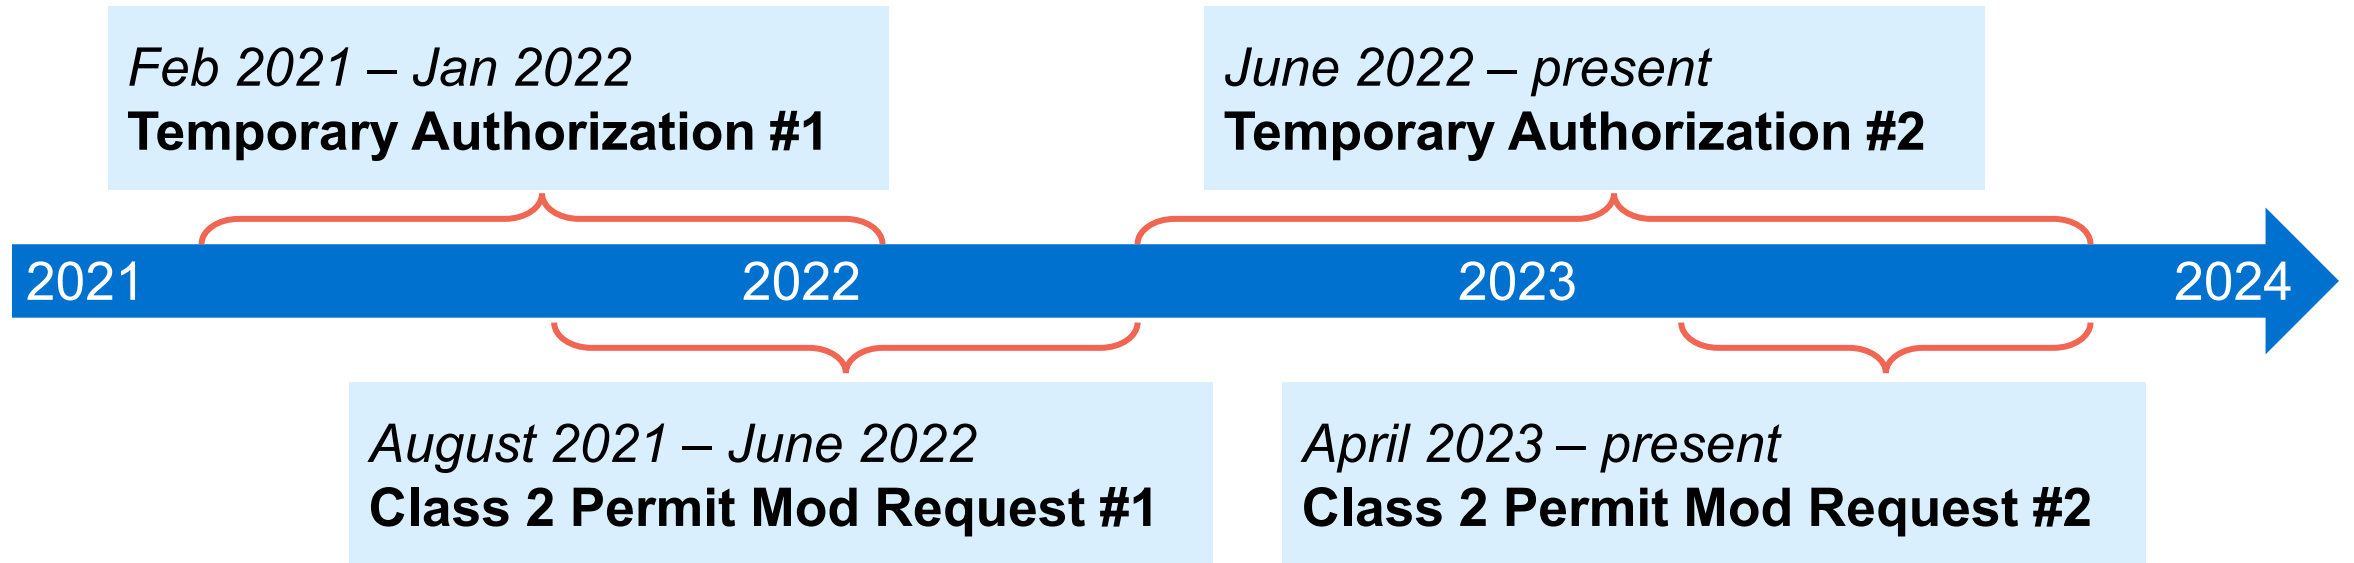 Feb 2021 – Jan 2022
Temporary Authorization #1
June 2022 – present
Temporary Authorization #2
2021 2022 2023 2024
August 2021 – June 2022
Class 2 Permit Mod Request #1
April 2023 – present
Class 2 Permit Mod Request #2